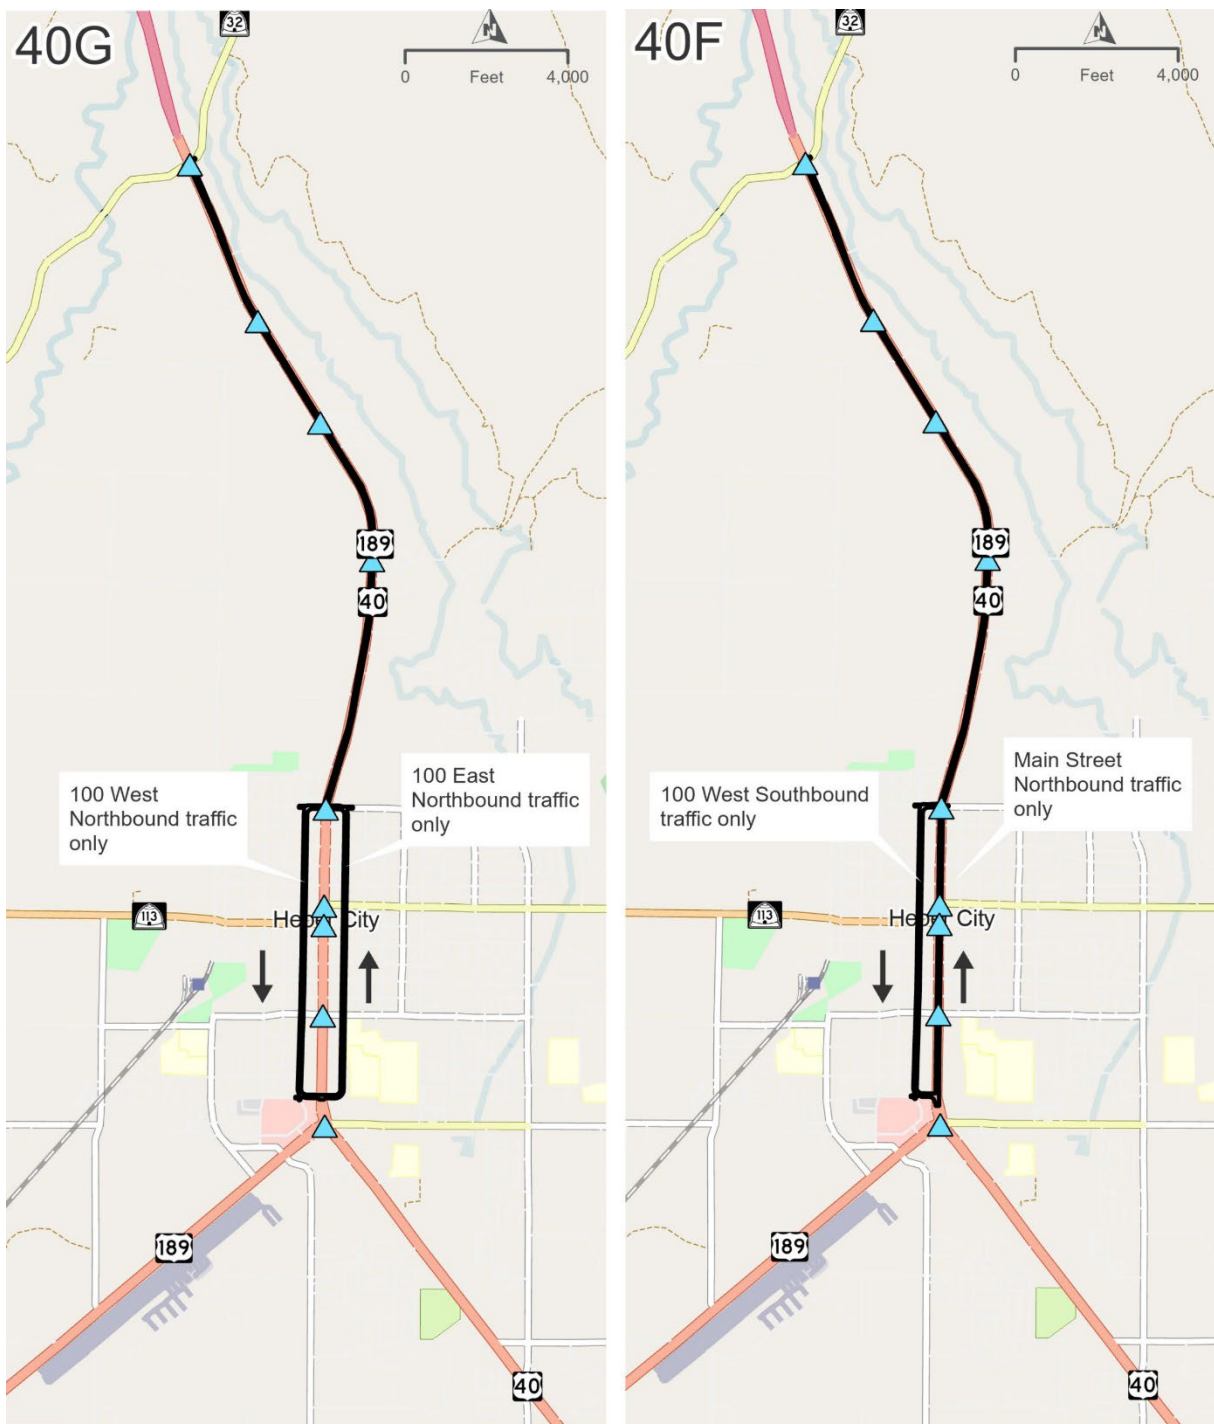 40G
32
0 Feet 4,000
189
40
100 West
Northbound traffic
only
100 East
Northbound traffic
only
113
Heber City
189
40
40F
32
0 Feet 4,000
189
40
100 West Southbound
traffic only
Main Street
Northbound traffic
only
113
Heber City
189
40